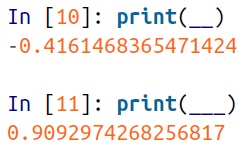 In [10]: print(__)
-0.4161468365471424
In [11]: print(___)
0.9092974268256817